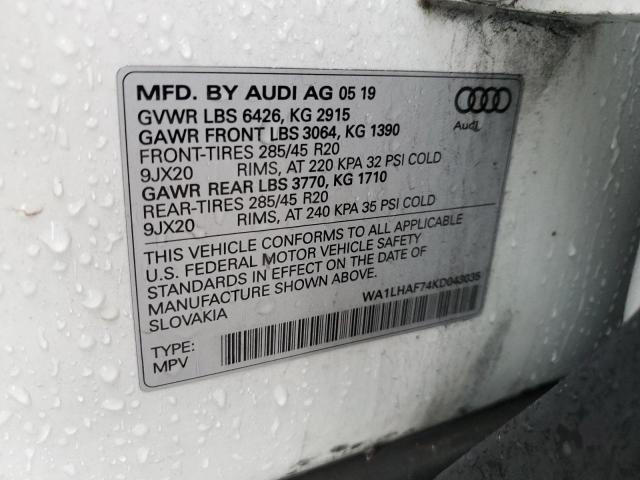 MFD. BY AUDI AG 05 19
GVWR LBS 6426, KG 2915
GAWR FRONT LBS 3064, KG 1390
FRONT-TIRES 285/45 R20
9JX20 RIMS, AT 220 KPA 32 PSI COLD
GAWR REAR LBS 3770, KG 1710
REAR-TIRES 285/45 R20
9JX20 RIMS, AT 240 KPA 35 PSI COLD
THIS VEHICLE CONFORMS TO ALL APPLICABLE
U.S. FEDERAL MOTOR VEHICLE SAFETY
STANDARDS IN EFFECT ON THE DATE OF
MANUFACTURE SHOWN ABOVE.
SLOVAKIA
WA1LHAF74KD043035
TYPE:
MPV
Audi